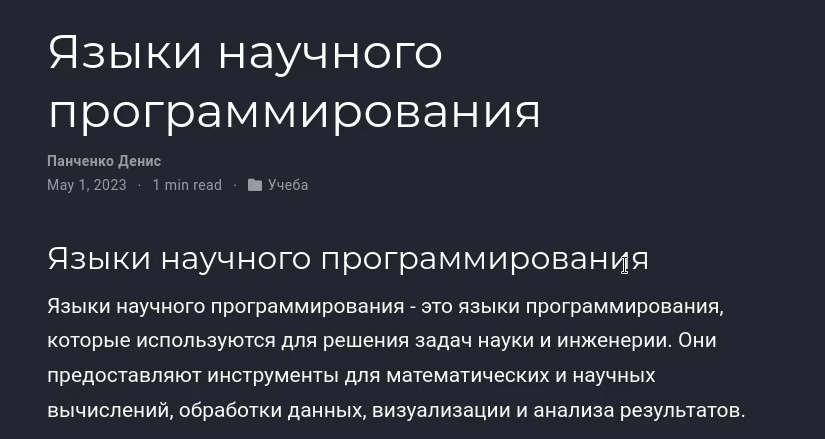 Языки научного
программирования
Панченко Денис
May 1, 2023 · 1 min read · Учеба
Языки научного программирования
Языки научного программирования - это языки программирования,
которые используются для решения задач науки и инженерии. Они
предоставляют инструменты для математических и научных
вычислений, обработки данных, визуализации и анализа результатов.